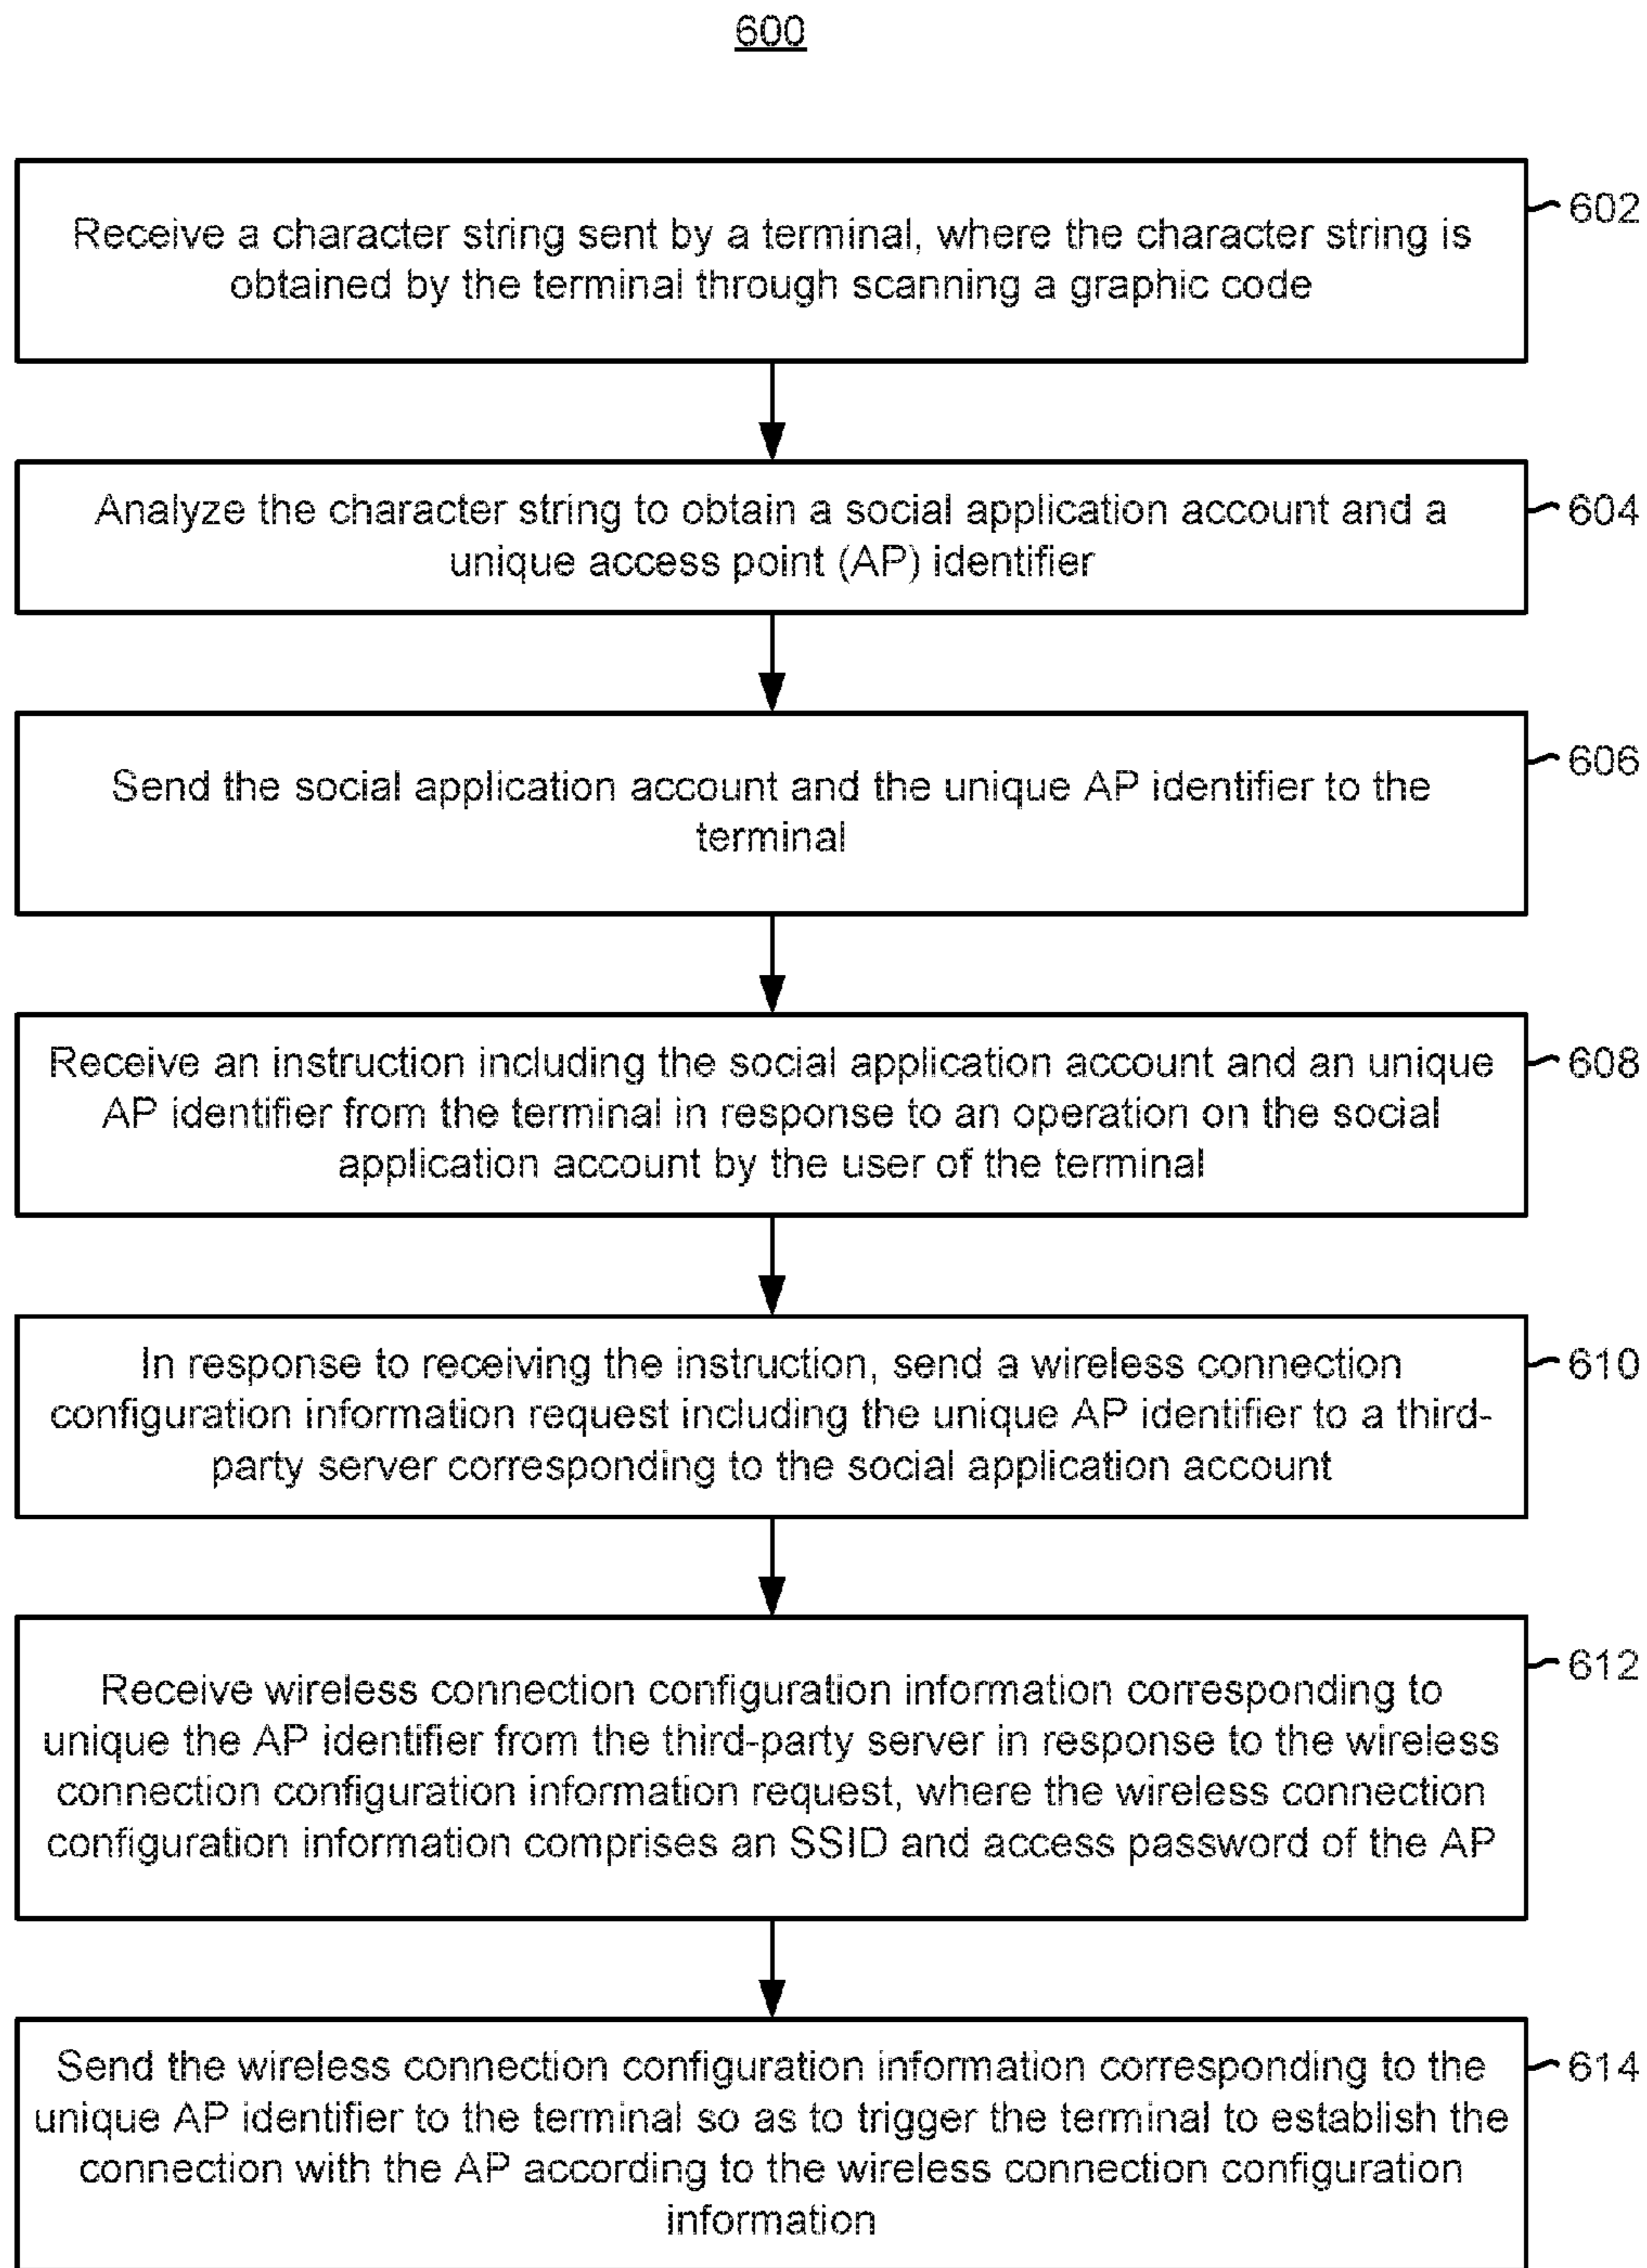 600
Receive a character string sent by a terminal, where the character string is
obtained by the terminal through scanning a graphic code
602
Analyze the character string to obtain a social application account and a
unique access point (AP) identifier
604
Send the social application account and the unique AP identifier to the
terminal
606
Receive an instruction including the social application account and an unique
AP identifier from the terminal in response to an operation on the social
application account by the user of the terminal
608
In response to receiving the instruction, send a wireless connection
configuration information request including the unique AP identifier to a third-
party server corresponding to the social application account
610
Receive wireless connection configuration information corresponding to
unique the AP identifier from the third-party server in response to the wireless
connection configuration information request, where the wireless connection
configuration information comprises an SSID and access password of the AP
612
Send the wireless connection configuration information corresponding to the
unique AP identifier to the terminal so as to trigger the terminal to establish the
connection with the AP according to the wireless connection configuration
information
614